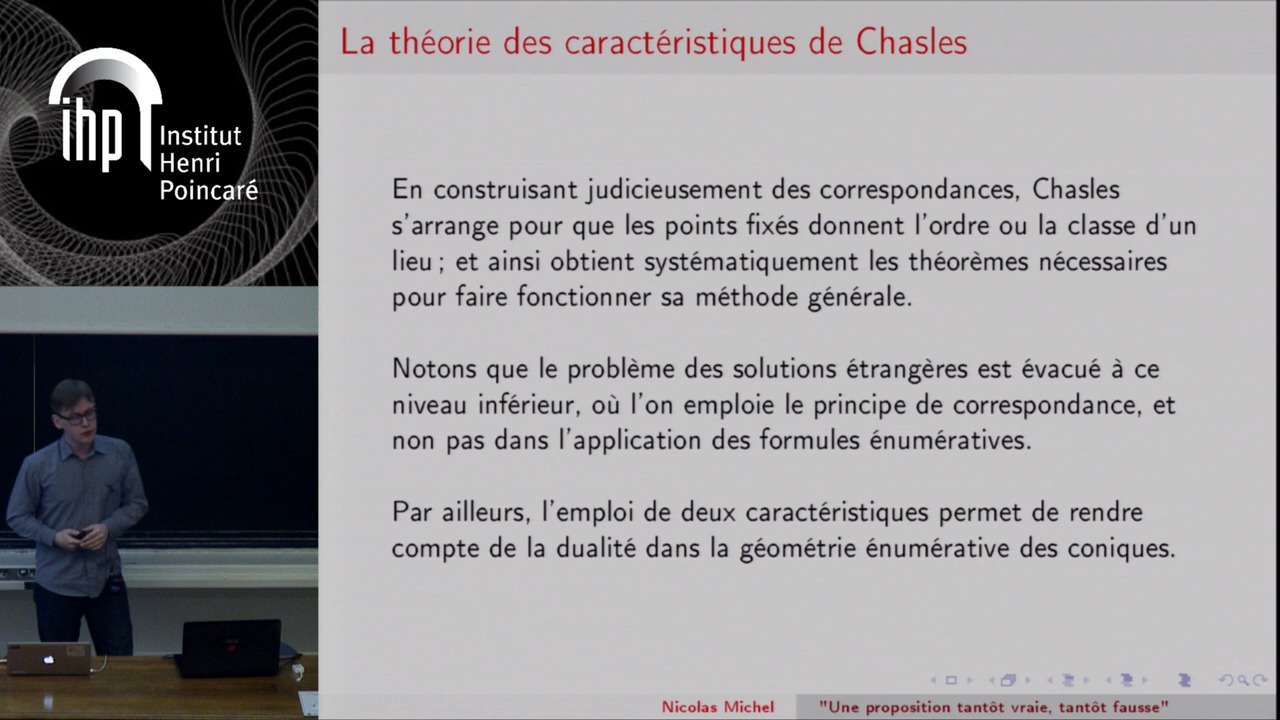 La théorie des caractéristiques de Chasles
ihp
Institut
Henri
Poincaré
En construisant judicieusement des correspondances, Chasles
s'arrange pour que les points fixés donnent l'ordre ou la classe d'un
lieu ; et ainsi obtient systématiquement les théorèmes nécessaires
pour faire fonctionner sa méthode générale.
Notons que le problème des solutions étrangères est évacué à ce
niveau inférieur, où l'on emploie le principe de correspondance, et
non pas dans l'application des formules énumératives.
Par ailleurs, l'emploi de deux caractéristiques permet de rendre
compte de la dualité dans la géométrie énumérative des coniques.
Nicolas Michel
"Une proposition tantôt vraie, tantôt fausse"